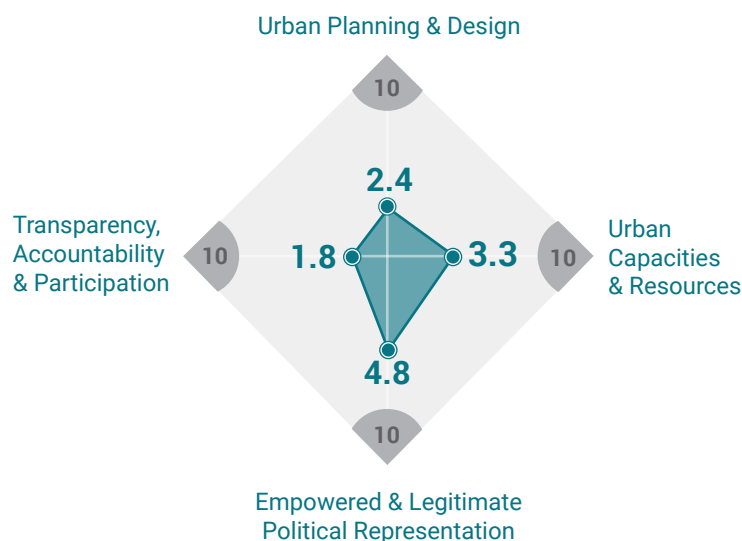 Urban Planning & Design
10
2.4
Transparency,
Accountability
& Participation
10
1.8
3.3
10
Urban
Capacities
& Resources
4.8
10
Empowered & Legitimate
Political Representation